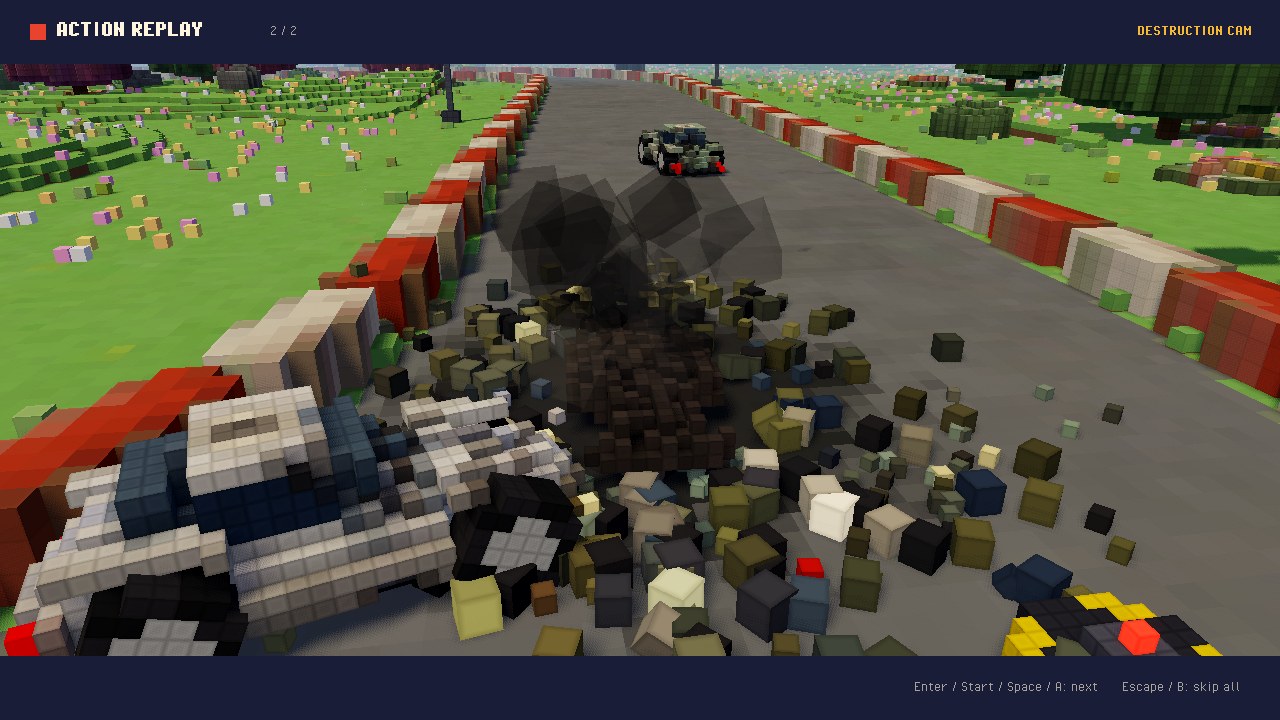 ACTION REPLAY
2 / 2
DESTRUCTION CAM
Enter / Start / Space / A: next
Escape / B: skip all